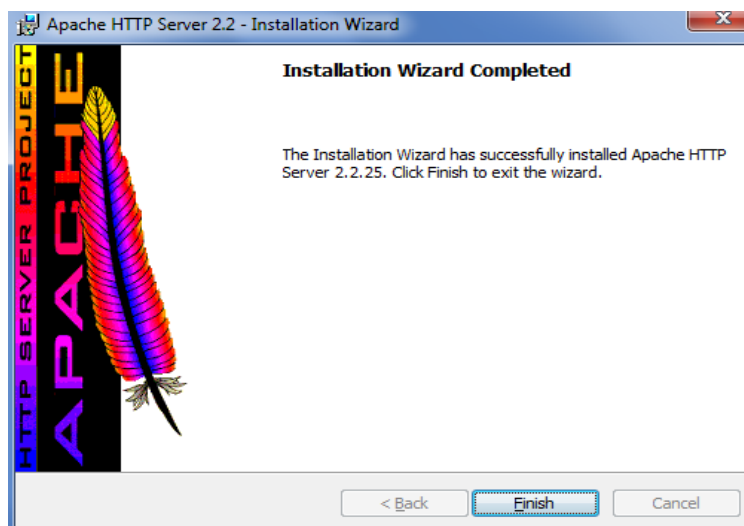 Apache HTTP Server 2.2 - Installation Wizard
HTTP SERVER PROJECT
APACHE
Installation Wizard Completed
The Installation Wizard has successfully installed Apache HTTP
Server 2.2.25. Click Finish to exit the wizard.
< Back
Finish
Cancel